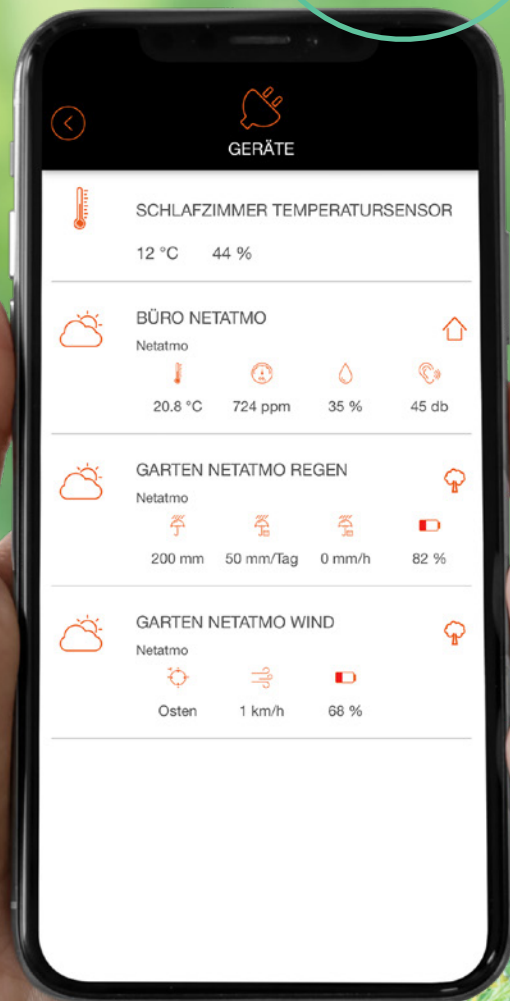 GERÄTE
SCHLAFZIMMER TEMPERATURSENSOR
12 °C 44 %
BÜRO NETATMO
Netatmo
20.8 °C 724 ppm 35 % 45 db
GARTEN NETATMO REGEN
Netatmo
200 mm 50 mm/Tag 0 mm/h 82 %
GARTEN NETATMO WIND
Netatmo
Osten 1 km/h 68 %